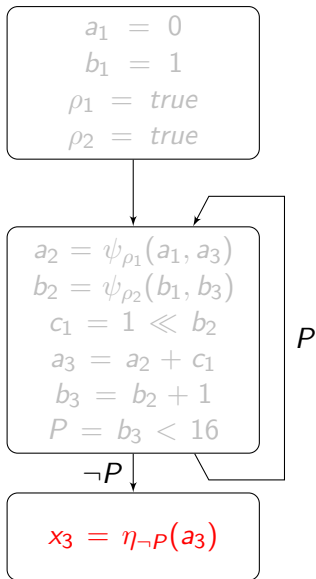 a₁ = 0
b₁ = 1
ρ₁ = true
ρ₂ = true
a₂ = ψ_ρ₁(a₁, a₃)
b₂ = ψ_ρ₂(b₁, b₃)
c₁ = 1 ≪ b₂
a₃ = a₂ + c₁
b₃ = b₂ + 1
P = b₃ < 16
P
¬P
x₃ = η_¬P(a₃)